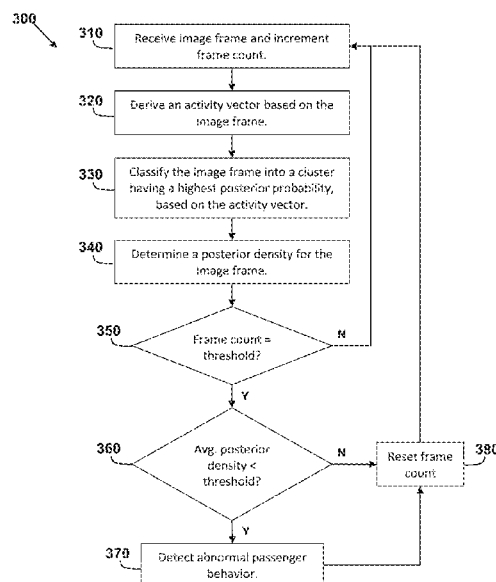 300
310
Receive image frame and increment
frame count.
320
Derive an activity vector based on the
image frame.
330
Classify the image frame into a cluster
having a highest posterior probability,
based on the activity vector.
340
Determine a posterior density for the
image frame.
350
Frame count =
threshold?
N
Y
360
Avg. posterior
density <
threshold?
N
Reset frame
count
380
Y
370
Detect abnormal passenger
behavior.